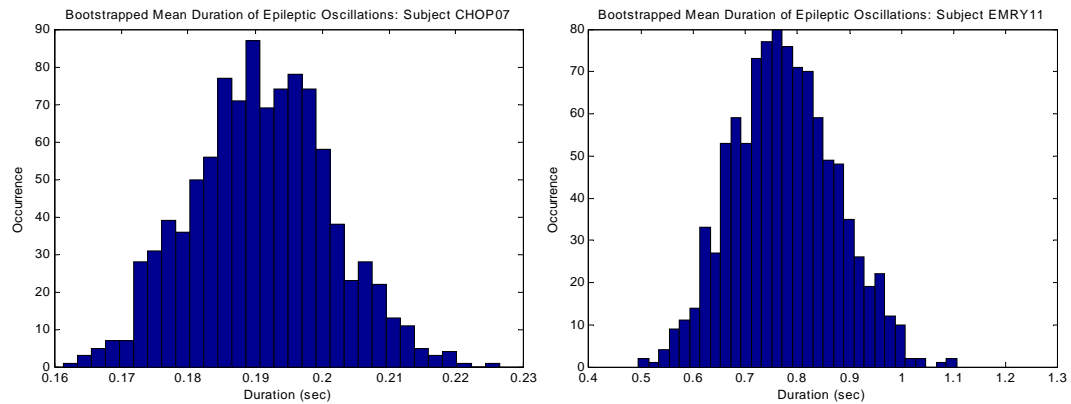 Bootstrapped Mean Duration of Epileptic Oscillations: Subject CHOP07
90
80
70
60
50
40
30
20
10
0
Occurrence
0.16 0.17 0.18 0.19 0.2 0.21 0.22 0.23
Duration (sec)
Bootstrapped Mean Duration of Epileptic Oscillations: Subject EMRY11
80
70
60
50
40
30
20
10
0
Occurrence
0.4 0.5 0.6 0.7 0.8 0.9 1 1.1 1.2 1.3
Duration (sec)